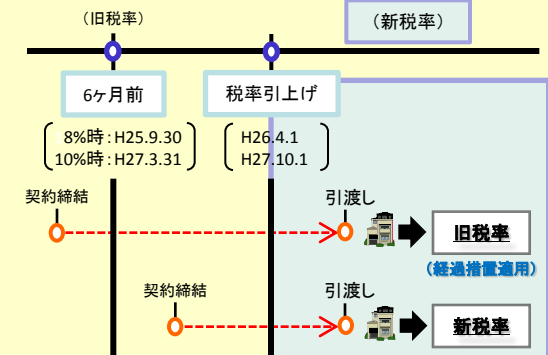 （旧税率）
（新税率）
6ヶ月前
税率引上げ
8%時：H25.9.30
10%時：H27.3.31
H26.4.1
H27.10.1
契約締結
引渡し
旧税率
（経過措置適用）
契約締結
引渡し
新税率